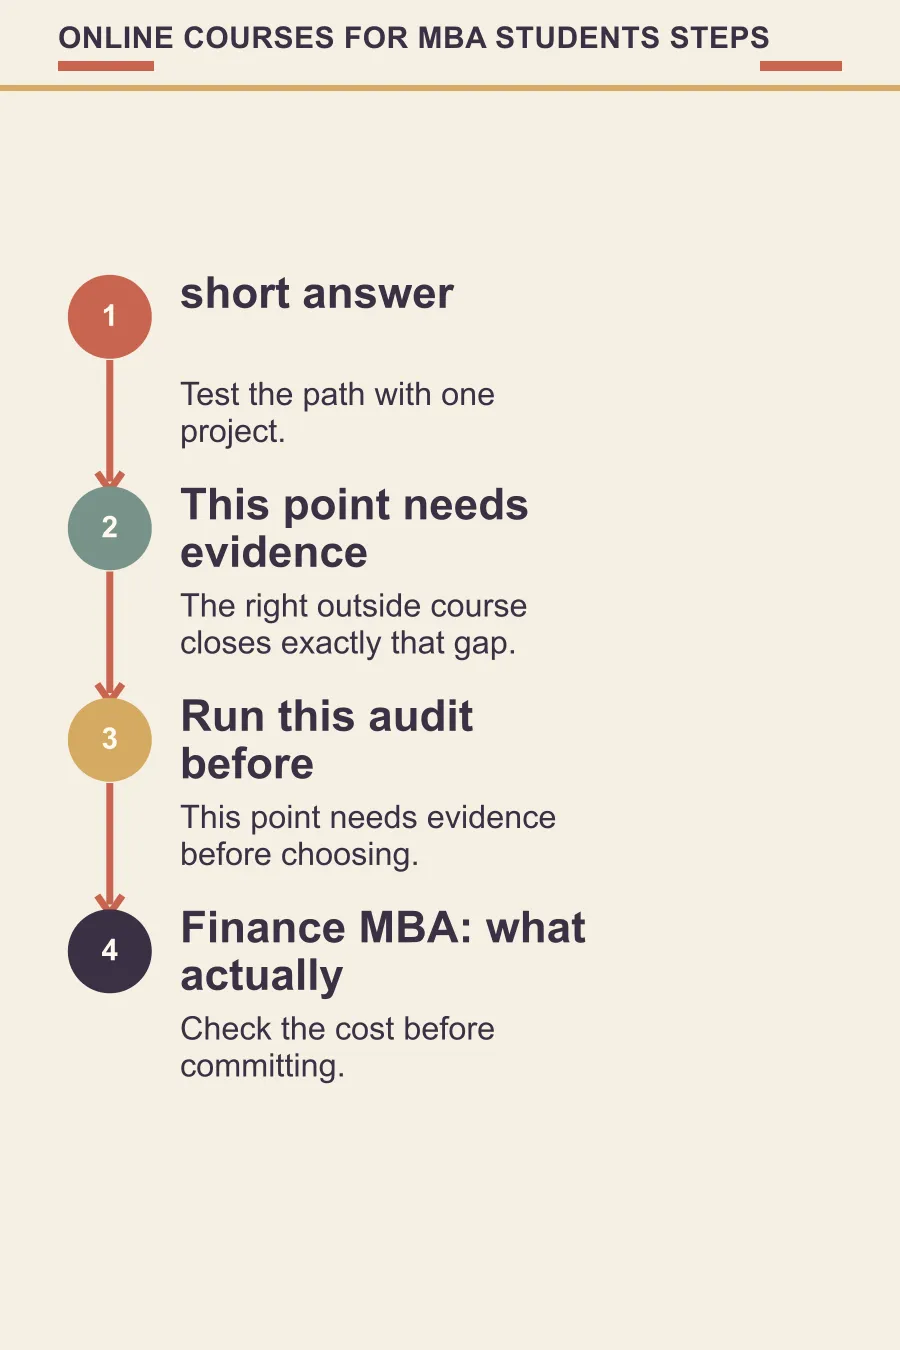 ONLINE COURSES FOR MBA STUDENTS STEPS
1
short answer
Test the path with one
project.
2
This point needs
evidence
The right outside course
closes exactly that gap.
3
Run this audit
before
This point needs evidence
before choosing.
4
Finance MBA: what
actually
Check the cost before
committing.